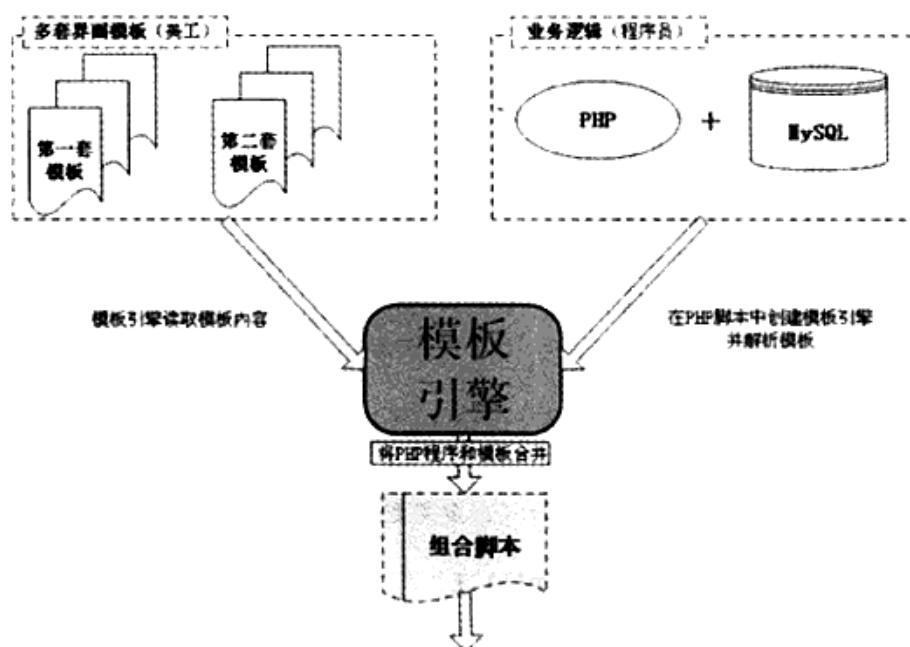 多套界面模板（美工）
业务逻辑（程序员）
第一套
模板
第二套
模板
PHP
+
MySQL
模板引擎读取模板内容
在PHP脚本中创建模板引擎
并解析模板
模板
引擎
将PHP程序和模板合并
组合脚本